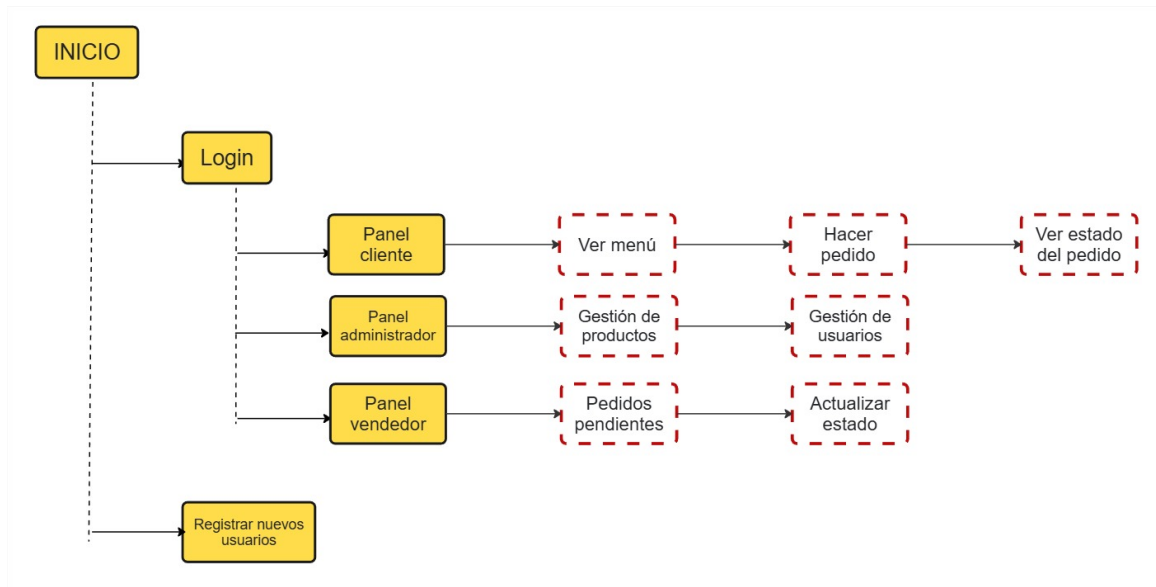 INICIO
Login
Panel
cliente
Ver menú
Hacer
pedido
Ver estado
del pedido
Panel
administrador
Gestión de
productos
Gestión de
usuarios
Panel
vendedor
Pedidos
pendientes
Actualizar
estado
Registrar nuevos
usuarios